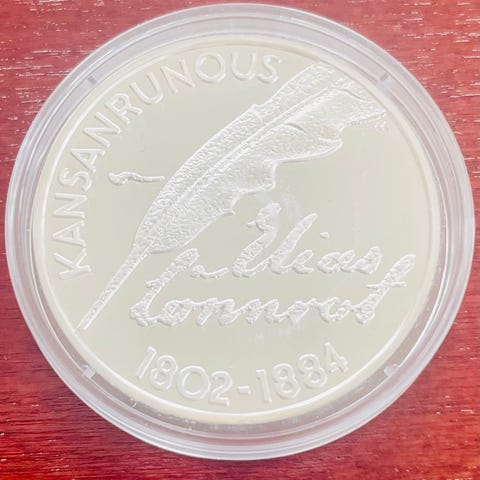 KANSANRUNOUS
Elias
Lönnrot
1802-1884